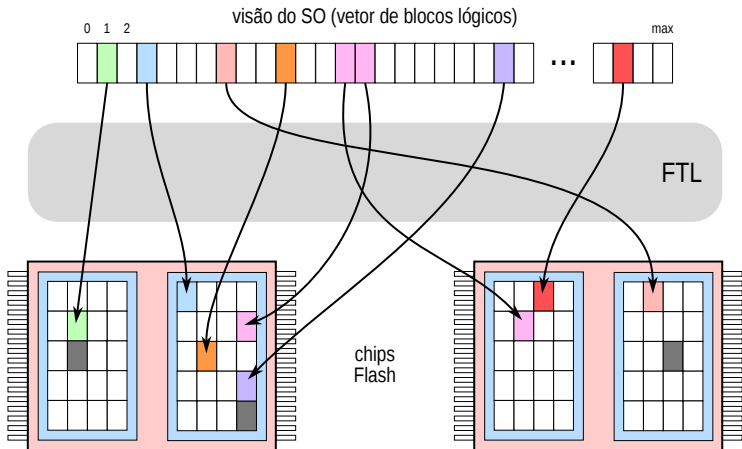 visão do SO (vetor de blocos lógicos)
0 1 2
max
...
FTL
chips
Flash